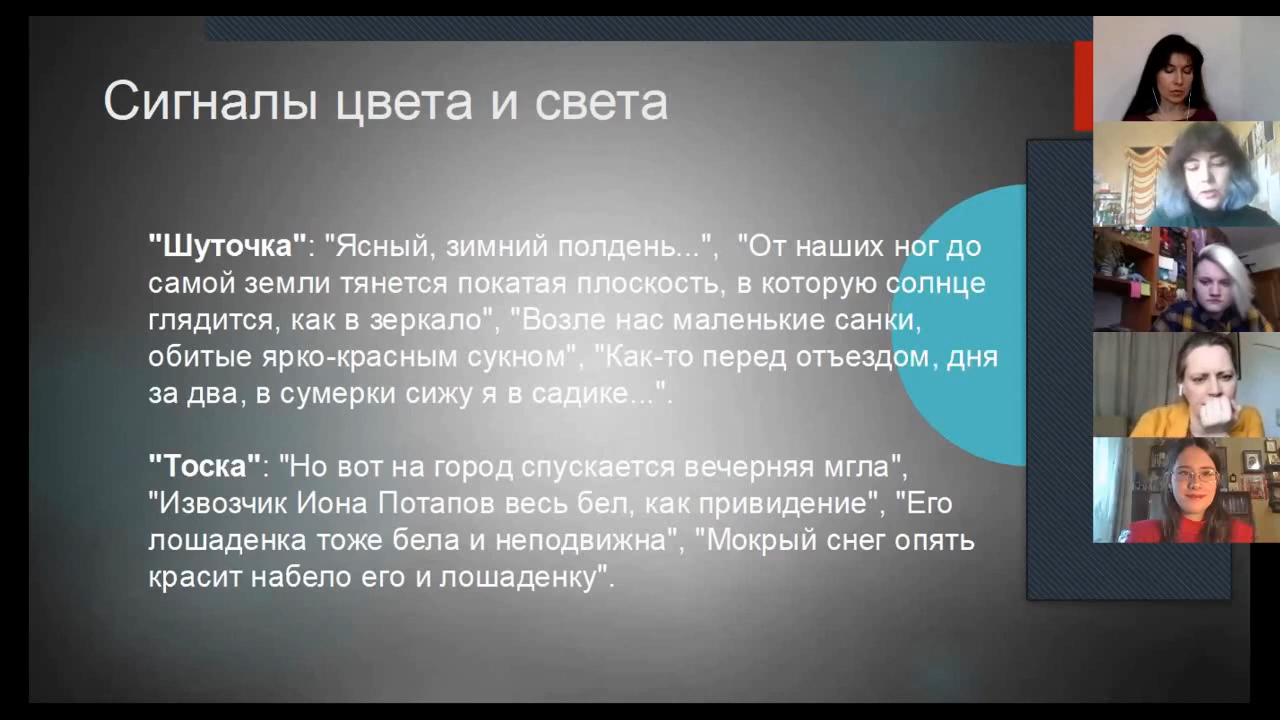 Сигналы цвета и света
"Шуточка": "Ясный, зимний полдень...",  "От наших ног до
самой земли тянется покатая плоскость, в которую солнце
глядится, как в зеркало", "Возле нас маленькие санки,
обитые ярко-красным сукном", "Как-то перед отъездом, дня
за два, в сумерки сижу я в садике...".
"Тоска": "Но вот на город спускается вечерняя мгла",
"Извозчик Иона Потапов весь бел, как привидение", "Его
лошаденка тоже бела и неподвижна", "Мокрый снег опять
красит набело его и лошаденку".